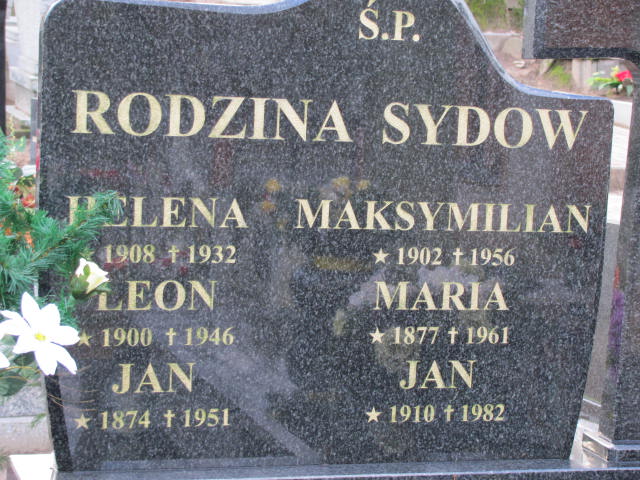 Ś.P.
RODZINA SYDOW
HELENA MAKSYMILIAN
1908 † 1932 ★ 1902 † 1956
LEON MARIA
★ 1900 † 1946 ★ 1877 † 1961
JAN JAN
★ 1874 † 1951 ★ 1910 † 1982